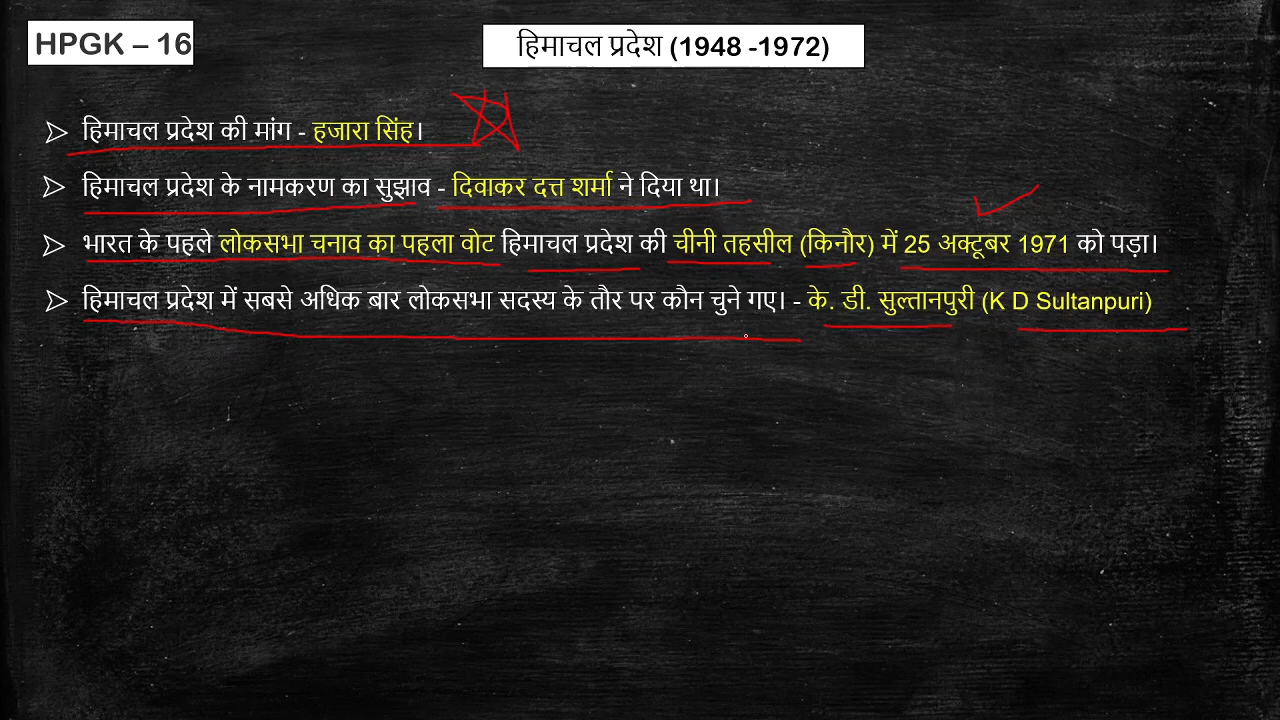 HPGK – 16
हिमाचल प्रदेश (1948 -1972)
हिमाचल प्रदेश की मांग - हजारा सिंह।
हिमाचल प्रदेश के नामकरण का सुझाव - दिवाकर दत्त शर्मा ने दिया था।
भारत के पहले लोकसभा चनाव का पहला वोट हिमाचल प्रदेश की चीनी तहसील (किनौर) में 25 अक्टूबर 1971 को पड़ा।
हिमाचल प्रदेश में सबसे अधिक बार लोकसभा सदस्य के तौर पर कौन चुने गए। - के. डी. सुल्तानपुरी (K D Sultanpuri)